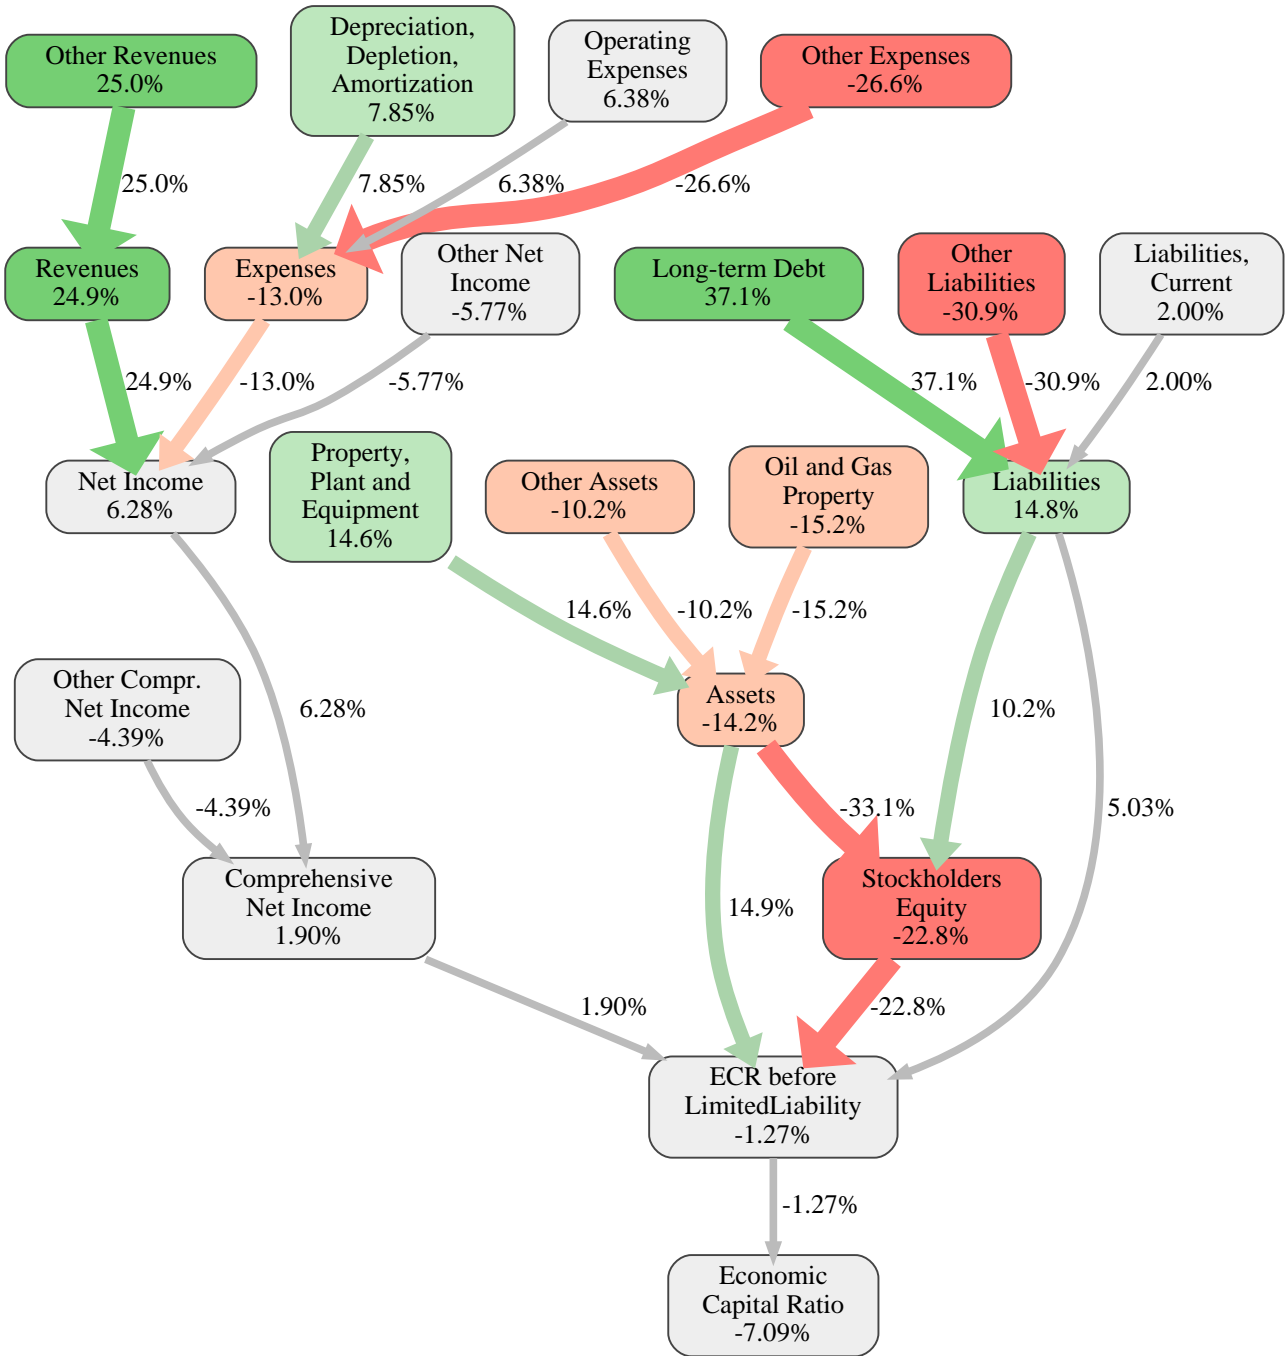 Other Revenues
25.0%
Depreciation,
Depletion,
Amortization
7.85%
Operating
Expenses
6.38%
Other Expenses
-26.6%
25.0%
7.85%
6.38%
-26.6%
Revenues
24.9%
Expenses
-13.0%
Other Net
Income
-5.77%
Long-term Debt
37.1%
Other
Liabilities
-30.9%
Liabilities,
Current
2.00%
24.9%
-13.0%
-5.77%
37.1%
-30.9%
2.00%
Net Income
6.28%
Property,
Plant and
Equipment
14.6%
Other Assets
-10.2%
Oil and Gas
Property
-15.2%
Liabilities
14.8%
14.6%
-10.2%
-15.2%
Other Compr.
Net Income
-4.39%
6.28%
Assets
-14.2%
10.2%
-4.39%
-33.1%
5.03%
Comprehensive
Net Income
1.90%
14.9%
Stockholders
Equity
-22.8%
1.90%
-22.8%
ECR before
LimitedLiability
-1.27%
-1.27%
Economic
Capital Ratio
-7.09%